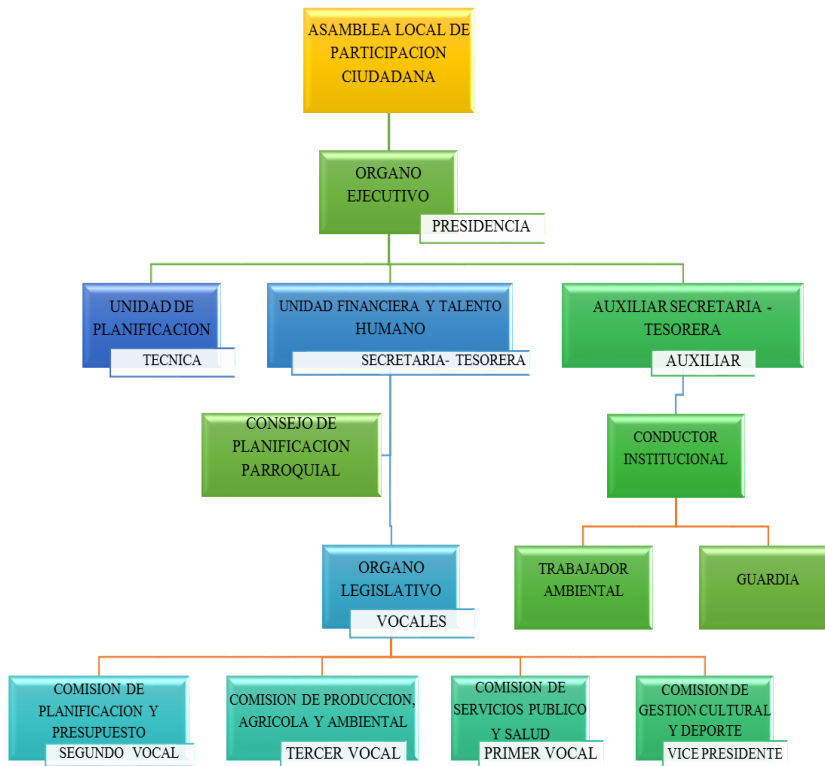 ASAMBLEA LOCAL DE
PARTICIPACION
CIUDADANA
ORGANO
EJECUTIVO
PRESIDENCIA
UNIDAD DE
PLANIFICACION
TECNICA
UNIDAD FINANCIERA Y TALENTO
HUMANO
SECRETARIA- TESORERA
AUXILIAR SECRETARIA -
TESORERA
AUXILIAR
CONSEJO DE
PLANIFICACION
PARROQUIAL
CONDUCTOR
INSTITUCIONAL
ORGANO
LEGISLATIVO
VOCALES
TRABAJADOR
AMBIENTAL
GUARDIA
COMISION DE
PLANIFICACION Y
PRESUPUESTO
SEGUNDO VOCAL
COMISION DE PRODUCCION,
AGRICOLA Y AMBIENTAL
TERCER VOCAL
COMISION DE
SERVICIOS PUBLICO
Y SALUD
PRIMER VOCAL
COMISION DE
GESTION CULTURAL
Y DEPORTE
VICE PRESIDENTE